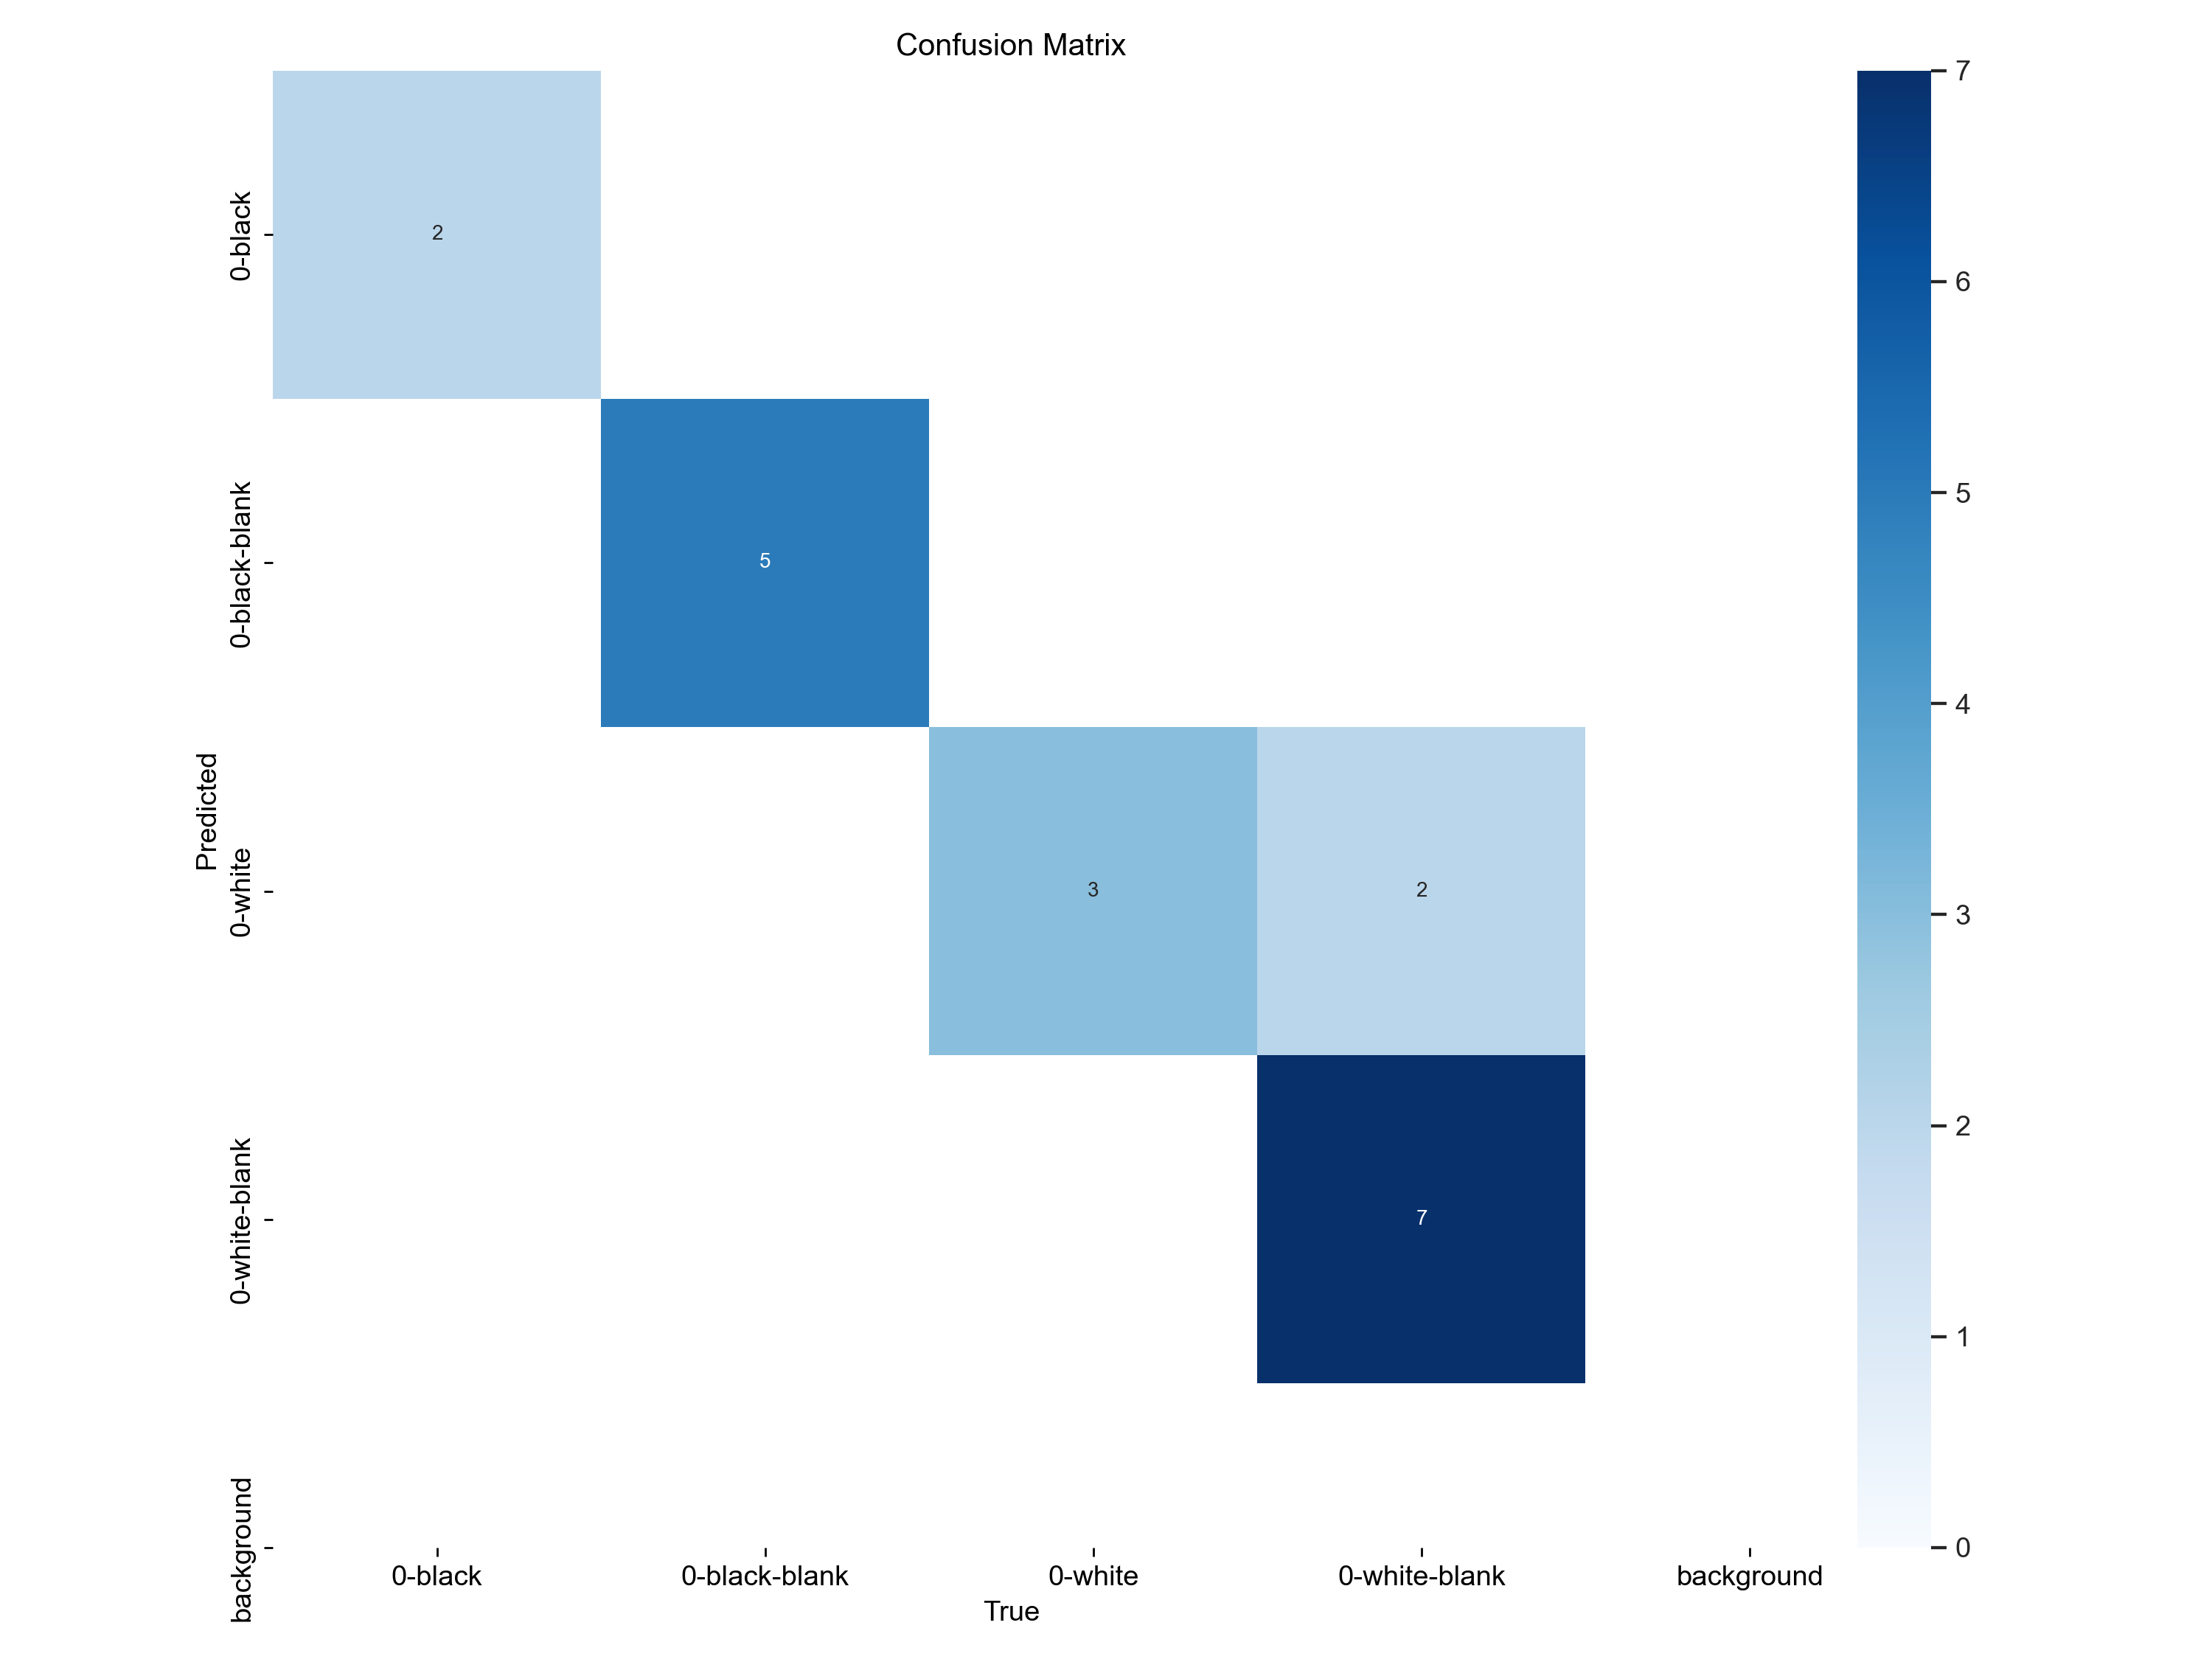 Confusion Matrix
Predicted
0-black
0-black-blank
0-white
0-white-blank
background
2
5
3 2
7
0-black 0-black-blank 0-white 0-white-blank background
True
7
6
5
4
3
2
1
0